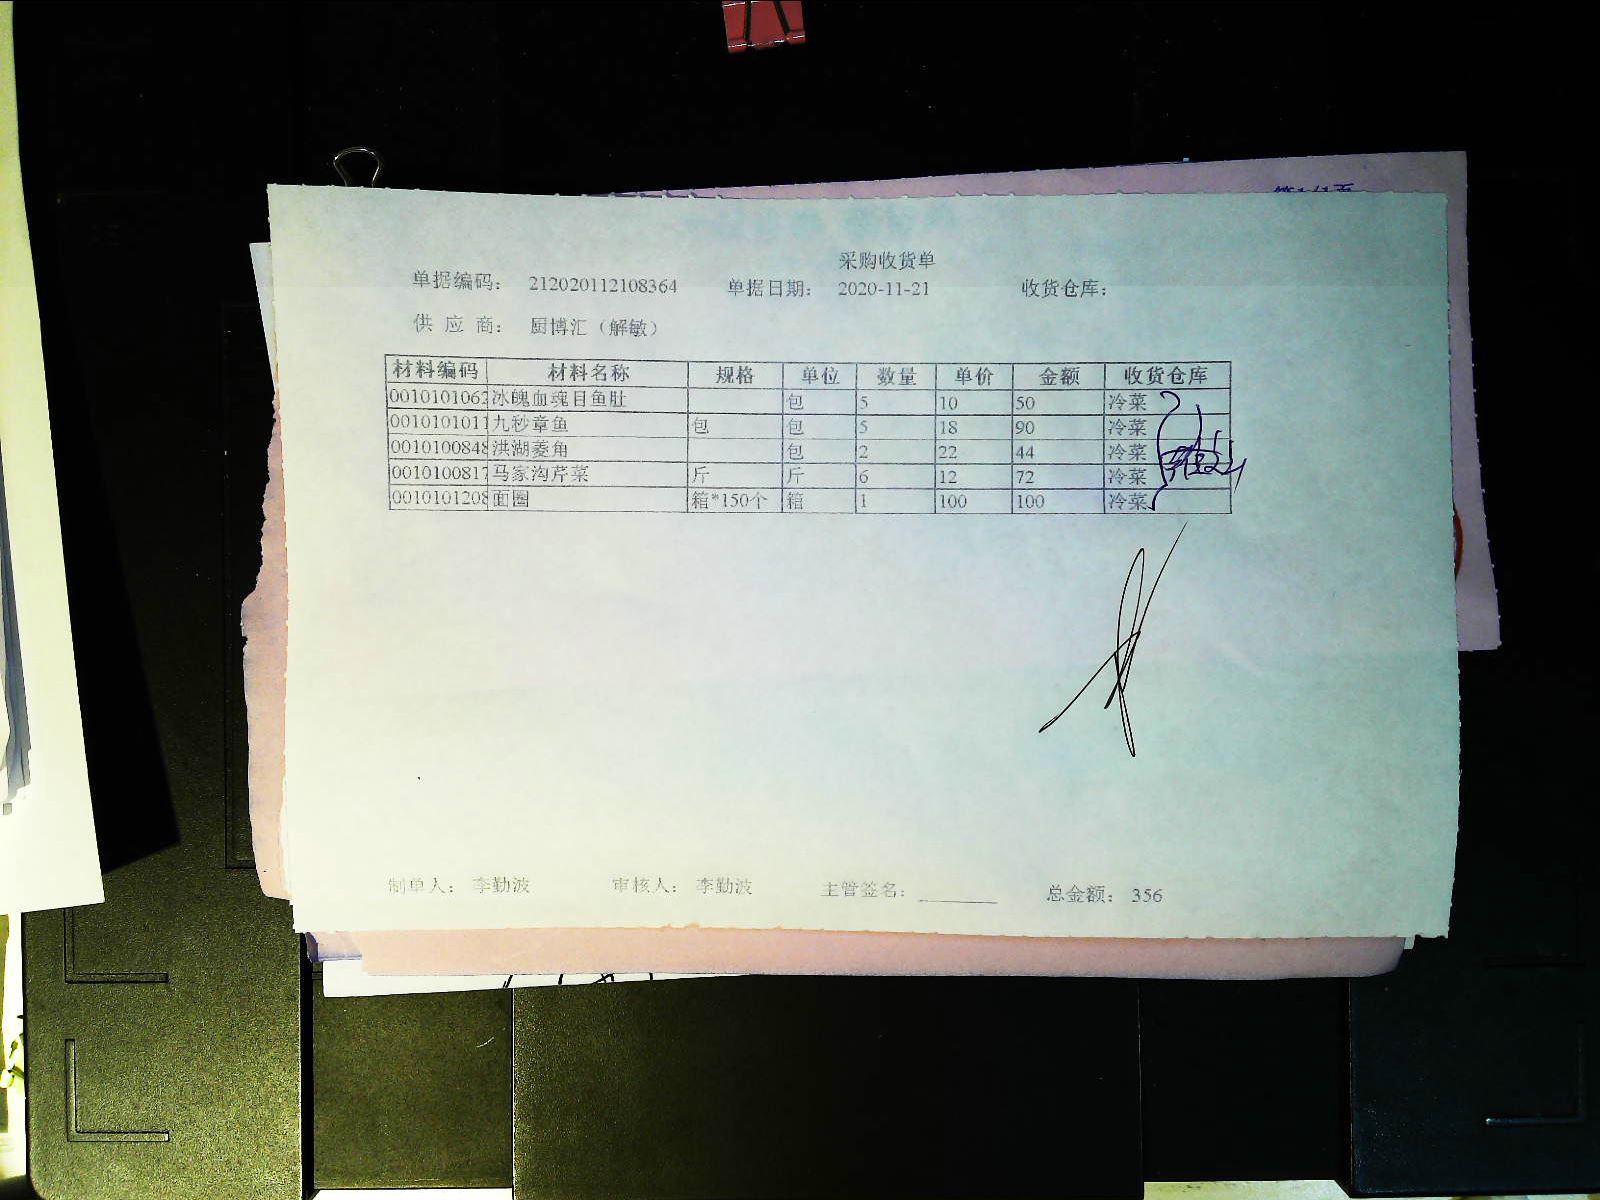 采购收货单
单据编码： 212020112108364 单据日期： 2020-11-21 收货仓库：
供 应 商： 厨博汇（解敏）
材料编码 材料名称 规格 单位 数量 单价 金额 收货仓库
0010101062 冰魄血瑰目鱼肚 包 5 10 50 冷菜
0010101011 九秒章鱼 包 包 5 18 90 冷菜
0010100848 洪湖菱角 包 2 22 44 冷菜
0010100817 马家沟芹菜 斤 斤 6 12 72 冷菜
0010101208 面圈 箱*150个 箱 1 100 100 冷菜
制单人： 李勤波 审核人： 李勤波 主管签名： 总金额： 356